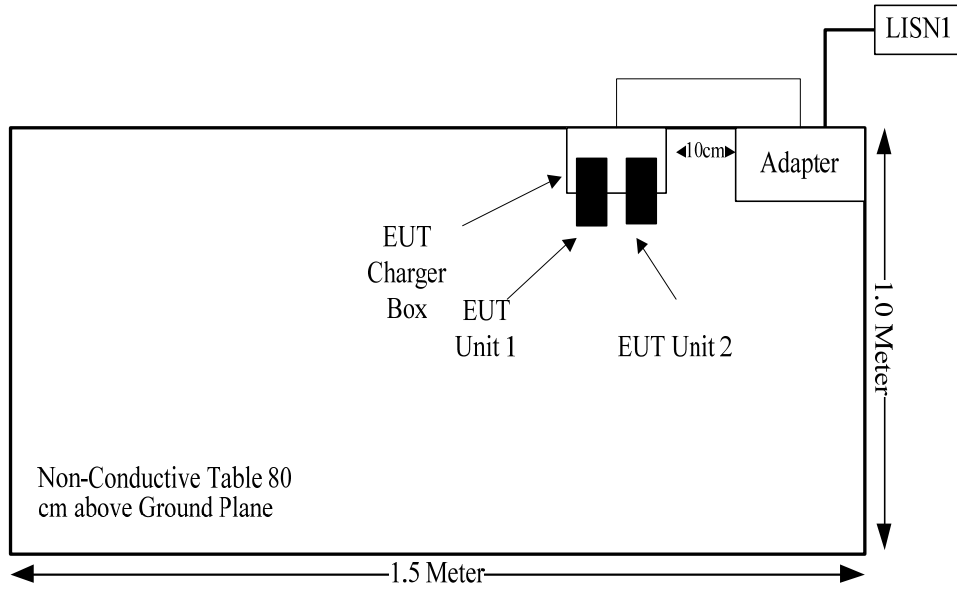 LISN1
10cm
Adapter
EUT
Charger
Box
EUT
Unit 1
EUT Unit 2
1.0 Meter
Non-Conductive Table 80
cm above Ground Plane
1.5 Meter